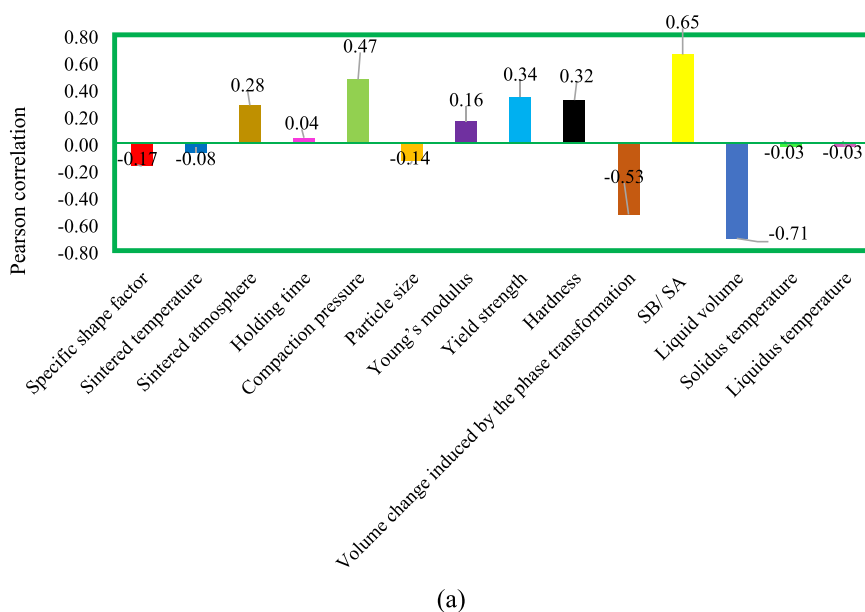 0.80
0.60
0.40
0.20
0.00
-0.20
-0.40
-0.60
-0.80
Pearson correlation
-0.17
-0.08
0.28
0.04
0.47
-0.14
0.16
0.34
0.32
-0.53
0.65
-0.71
-0.03
-0.03
Specific shape factor
Sintered temperature
Sintered atmosphere
Holding time
Compaction pressure
Particle size
Young’s modulus
Yield strength
Hardness
Volume change induced by the phase transformation
SB/ SA
Liquid volume
Solidus temperature
Liquidus temperature
(a)